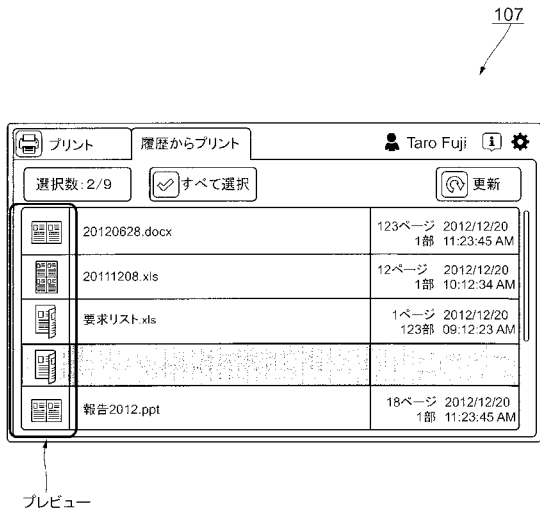 107
プリント
履歴からプリント
Taro Fuji
選択数:2/9
すべて選択
更新
20120628.docx
123ページ 2012/12/20
1部 11:23:45 AM
20111208.xls
12ページ 2012/12/20
1部 10:12:34 AM
要求リスト.xls
1ページ 2012/12/20
123部 09:12:23 AM
報告2012.ppt
18ページ 2012/12/20
1部 11:23:45 AM
プレビュー